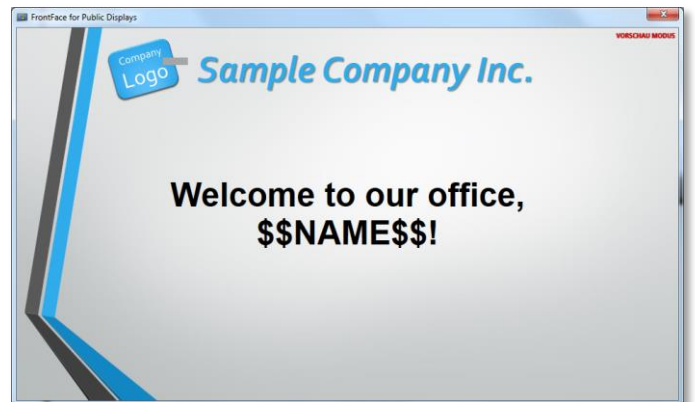 FrontFace for Public Displays
VORSCHAU MODUS
Company
Logo
Sample Company Inc.
Welcome to our office,
$$NAME$$!